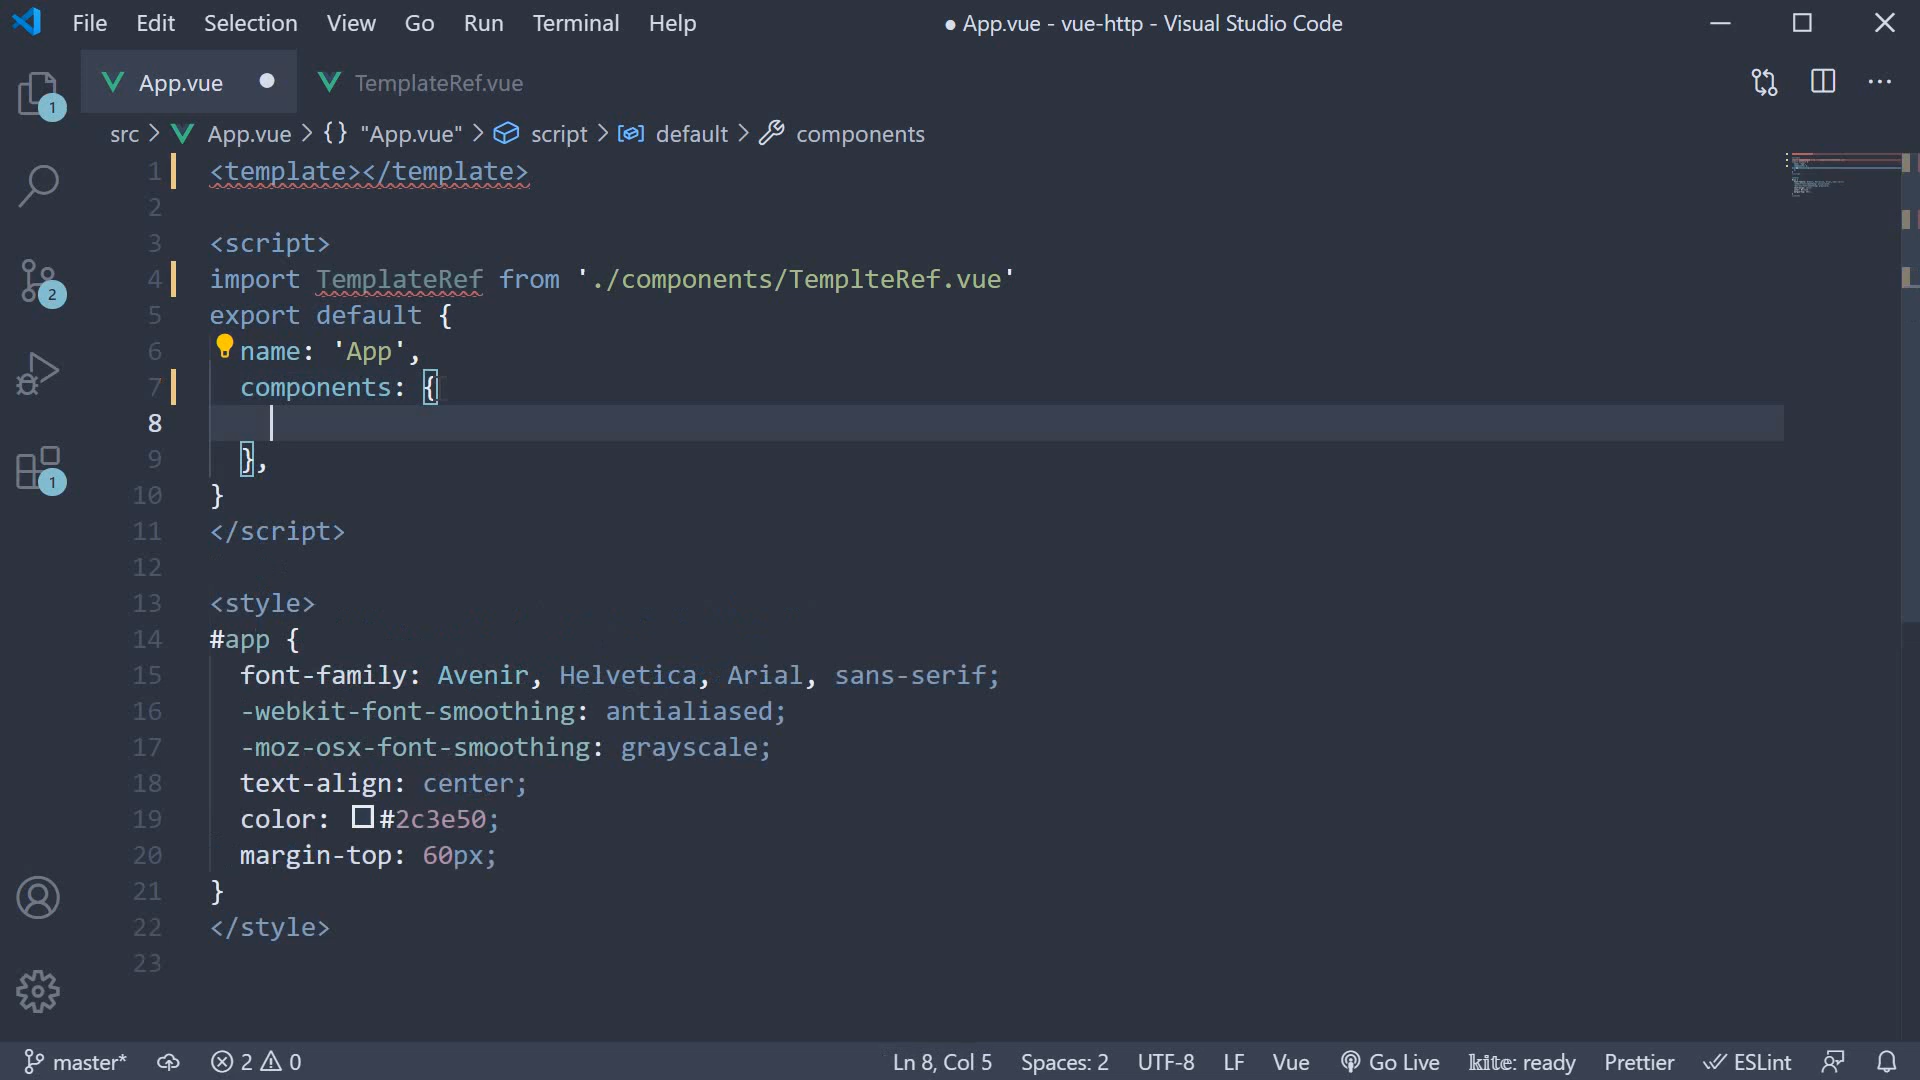 File Edit Selection View Go Run Terminal Help ● App.vue - vue-http - Visual Studio Code
App.vue TemplateRef.vue
src > App.vue > {} "App.vue" > script > default > components
1 <template></template>
2
3 <script>
4 import TemplateRef from './components/TemplteRef.vue'
5 export default {
6 name: 'App',
7 components: {
8
9 },
10 }
11 </script>
12
13 <style>
14 #app {
15 font-family: Avenir, Helvetica, Arial, sans-serif;
16 -webkit-font-smoothing: antialiased;
17 -moz-osx-font-smoothing: grayscale;
18 text-align: center;
19 color: #2c3e50;
20 margin-top: 60px;
21 }
22 </style>
23
1
2
1
master* 2 0 Ln 8, Col 5 Spaces: 2 UTF-8 LF Vue Go Live kite: ready Prettier ESLint